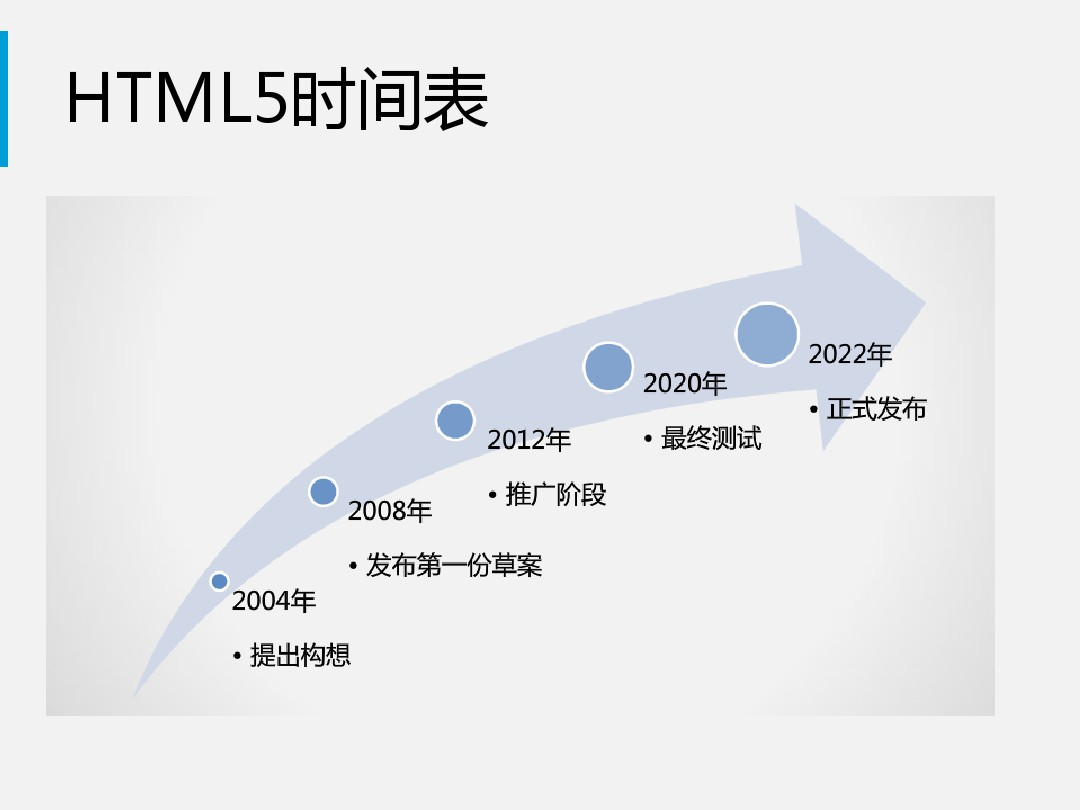 HTML5时间表
2004年
• 提出构想
2008年
• 发布第一份草案
2012年
• 推广阶段
2020年
• 最终测试
2022年
• 正式发布